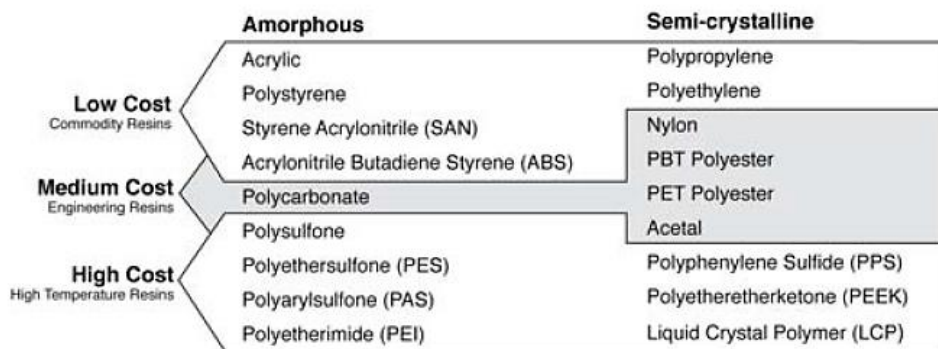 Amorphous Semi-crystalline
Low Cost
Commodity Resins
Medium Cost
Engineering Resins
High Cost
High Temperature Resins
Acrylic
Polystyrene
Styrene Acrylonitrile (SAN)
Acrylonitrile Butadiene Styrene (ABS)
Polycarbonate
Polysulfone
Polyethersulfone (PES)
Polyarylsulfone (PAS)
Polyetherimide (PEI)
Polypropylene
Polyethylene
Nylon
PBT Polyester
PET Polyester
Acetal
Polyphenylene Sulfide (PPS)
Polyetheretherketone (PEEK)
Liquid Crystal Polymer (LCP)